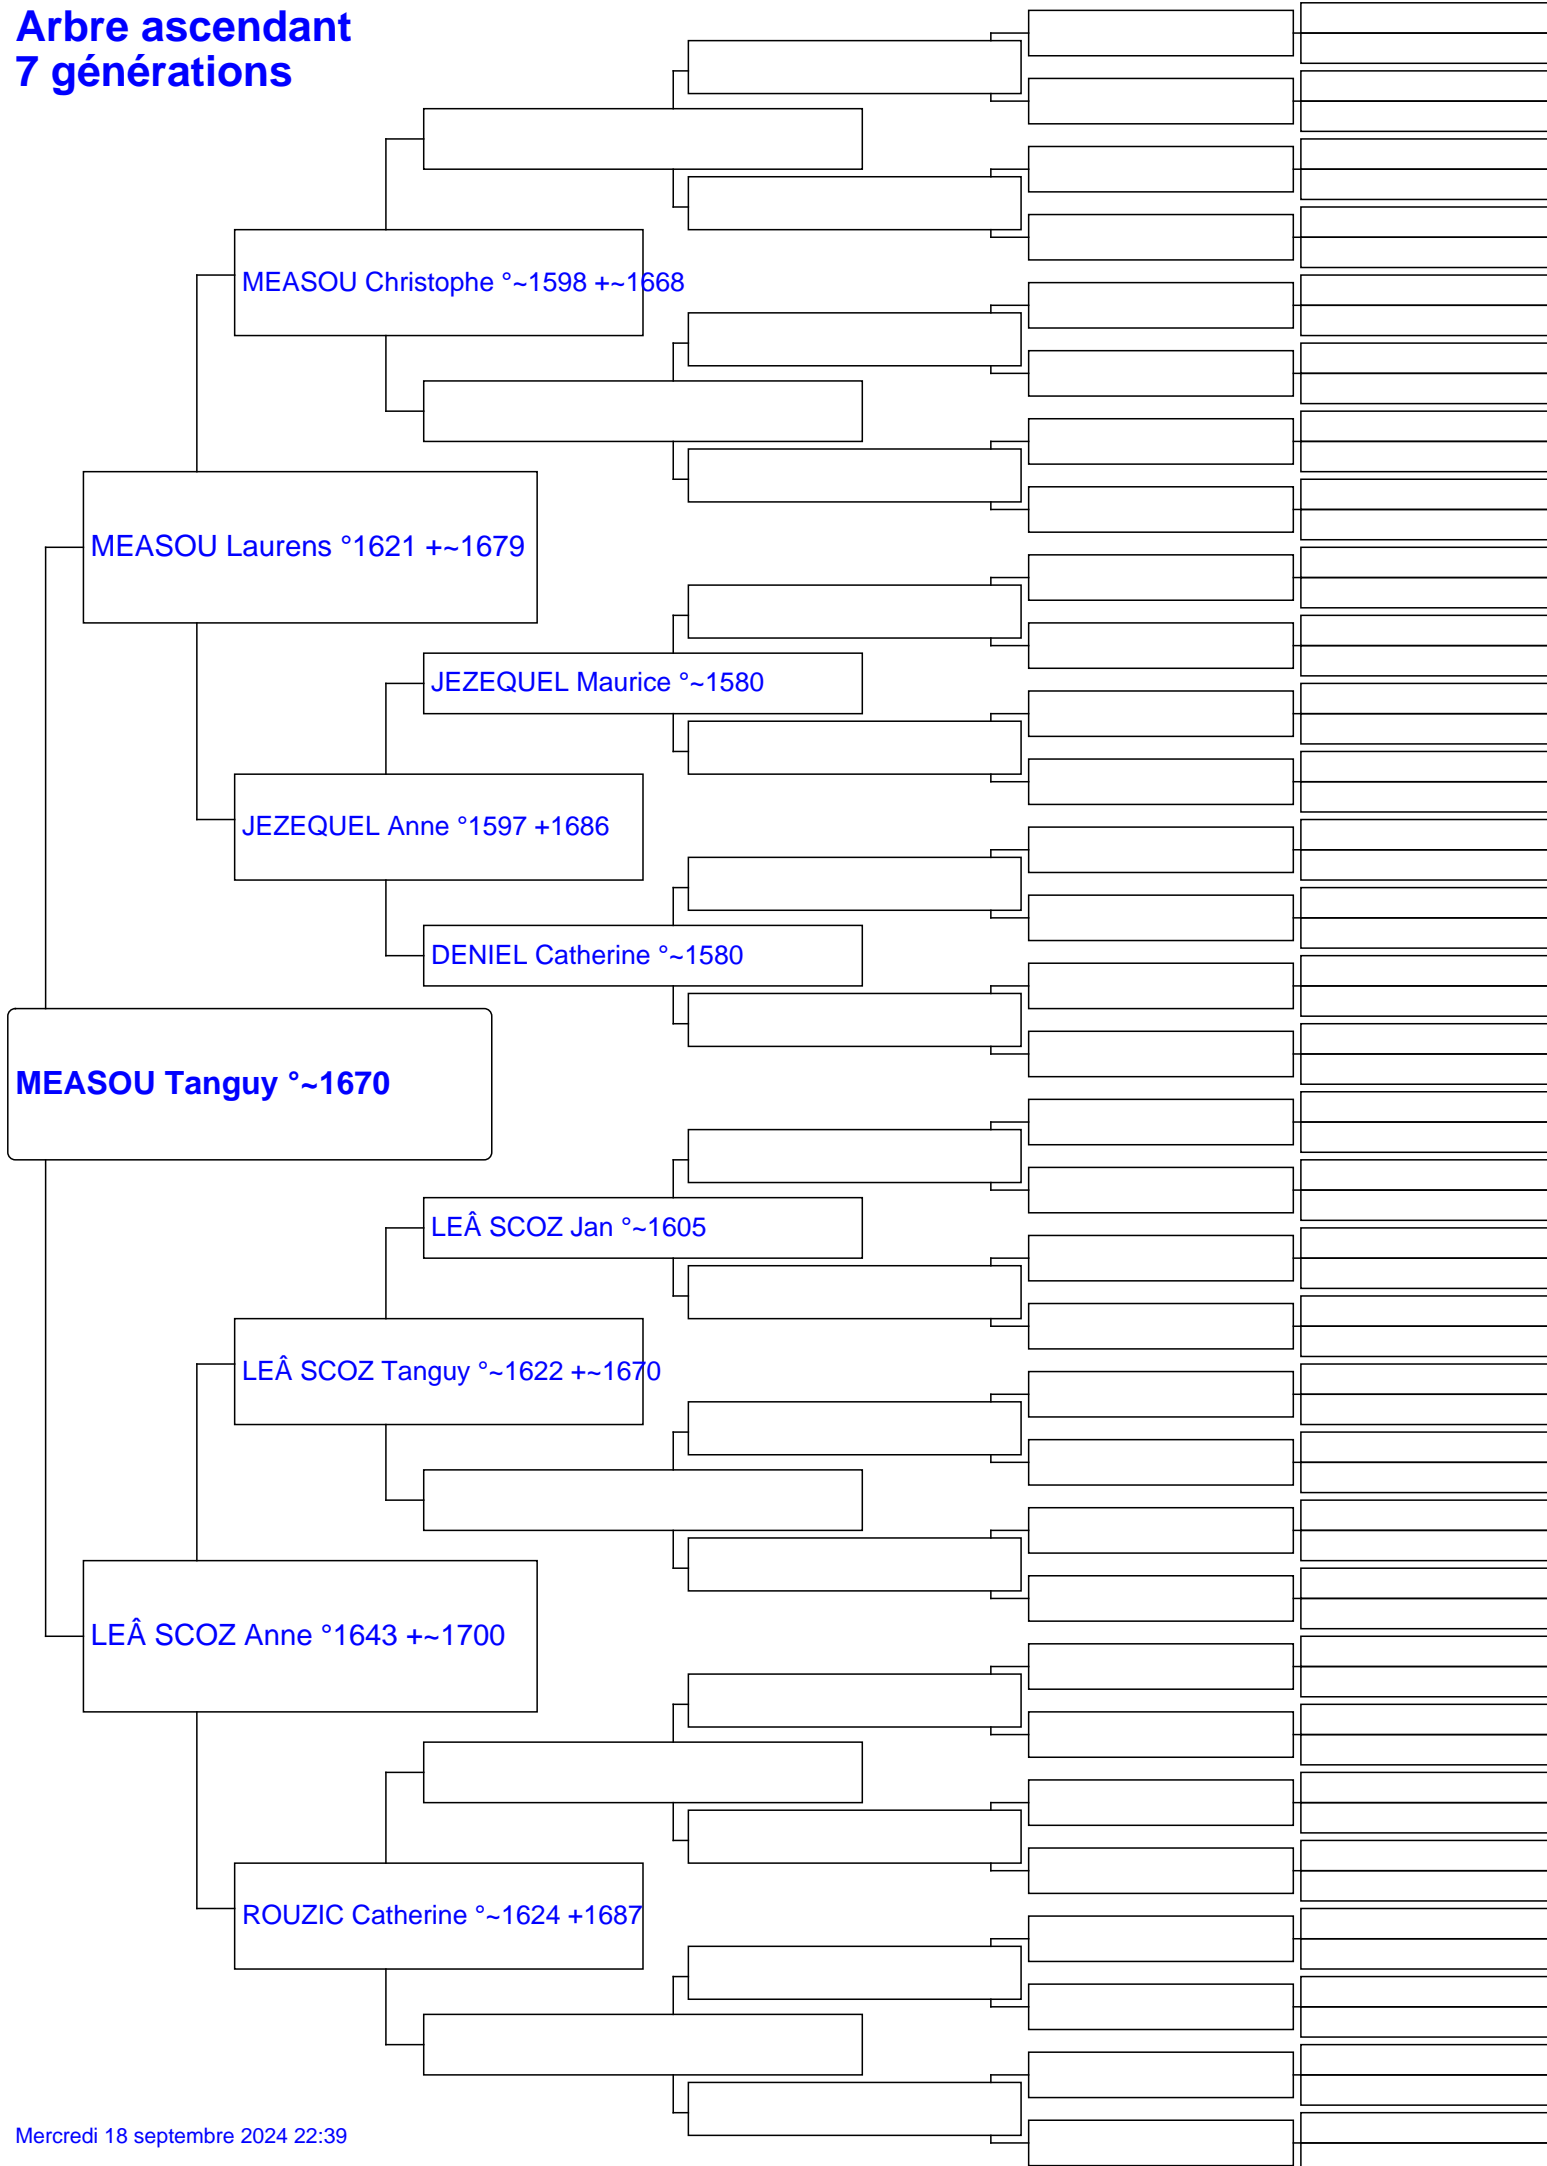 Arbre ascendant
7 générations
MEASOU Christophe °~1598 +~1668
MEASOU Laurens °1621 +~1679
JEZEQUEL Maurice °~1580
JEZEQUEL Anne °1597 +1686
DENIEL Catherine °~1580
MEASOU Tanguy °~1670
LEÂ SCOZ Jan °~1605
LEÂ SCOZ Tanguy °~1622 +~1670
LEÂ SCOZ Anne °1643 +~1700
ROUZIC Catherine °~1624 +1687
Mercredi 18 septembre 2024 22:39